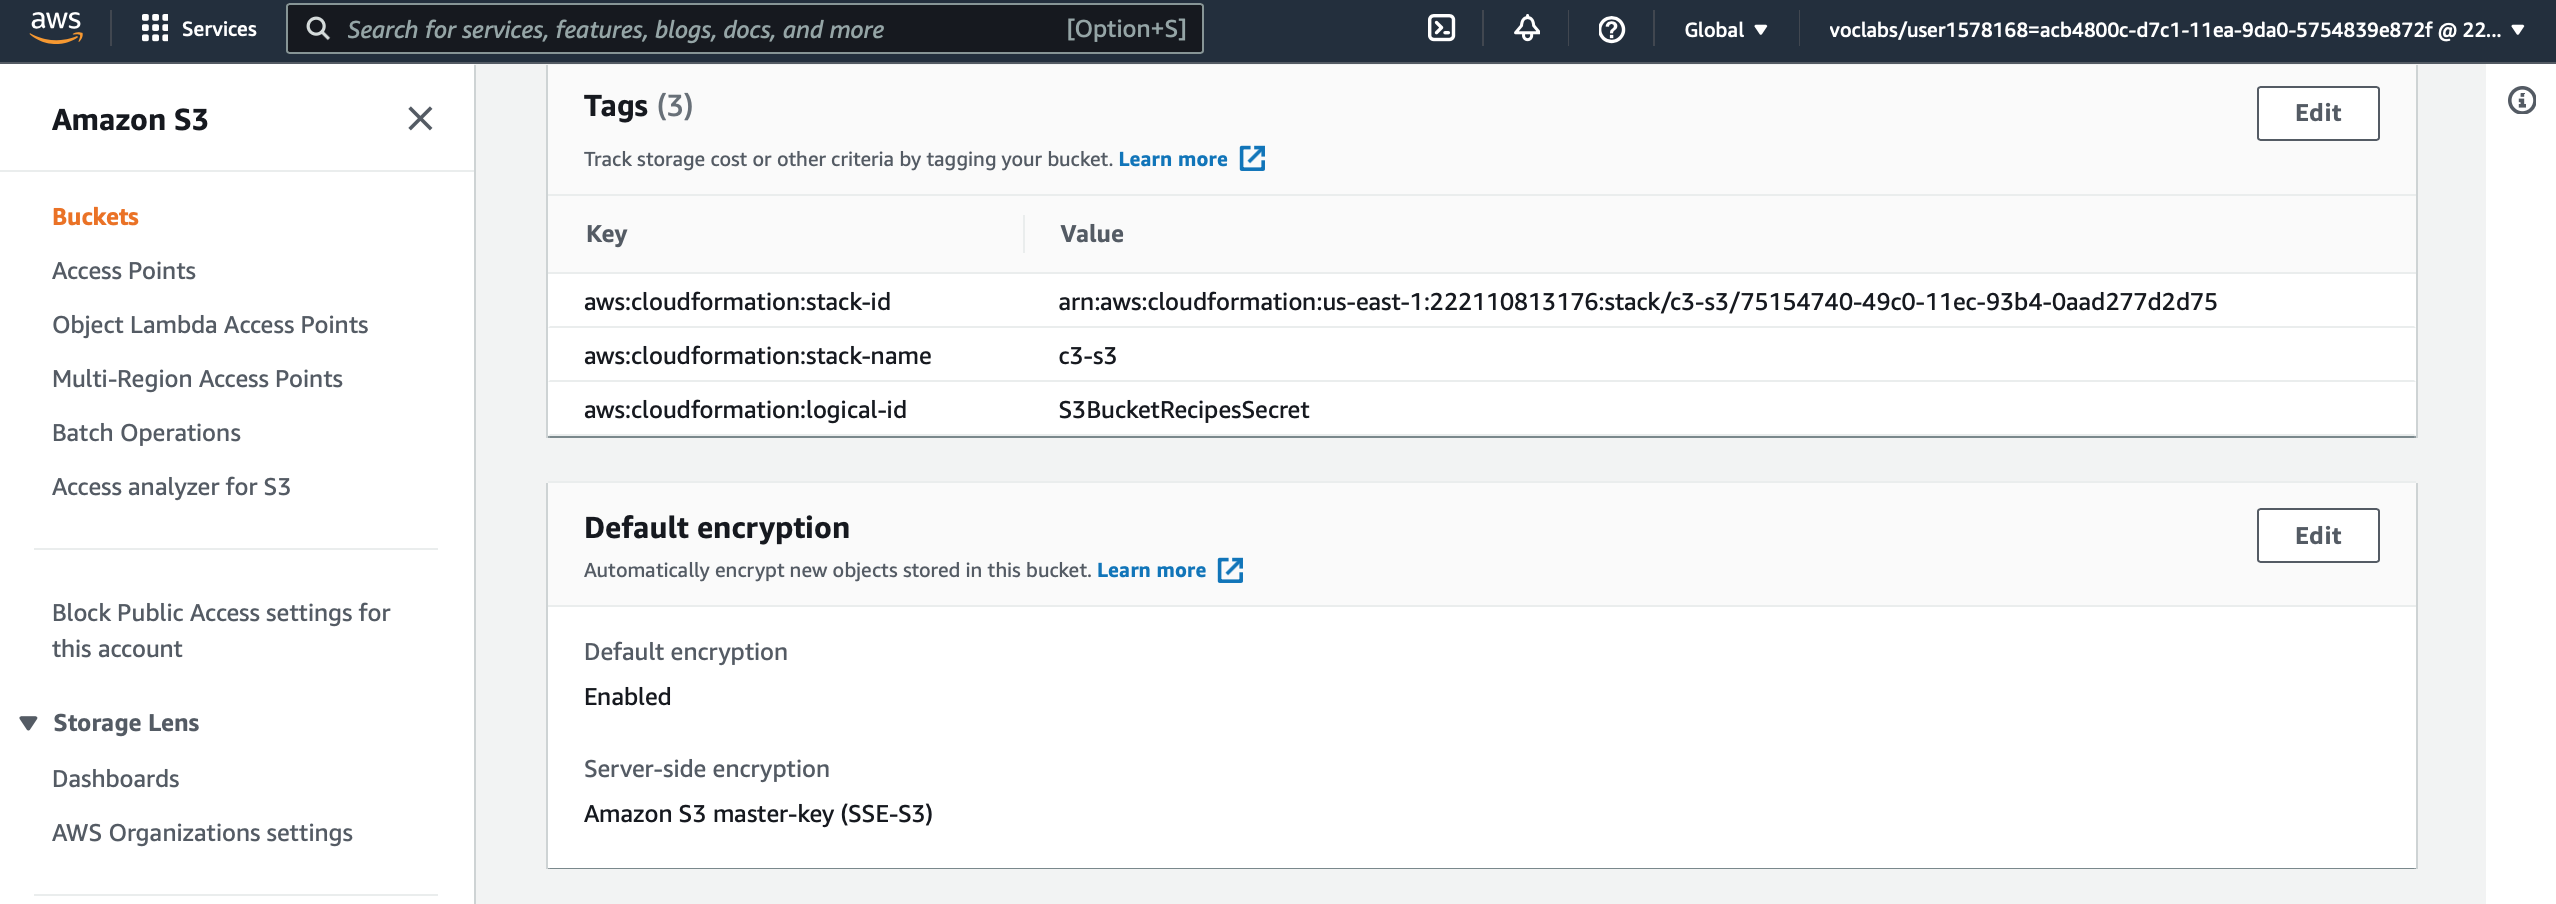 aws
Services
Search for services, features, blogs, docs, and more
[Option+S]
Global
voclabs/user1578168=acb4800c-d7c1-11ea-9da0-5754839e872f @ 22...
Amazon S3
Buckets
Access Points
Object Lambda Access Points
Multi-Region Access Points
Batch Operations
Access analyzer for S3
Block Public Access settings for
this account
Storage Lens
Dashboards
AWS Organizations settings
Tags (3)
Edit
Track storage cost or other criteria by tagging your bucket. Learn more
Key Value
aws:cloudformation:stack-id arn:aws:cloudformation:us-east-1:222110813176:stack/c3-s3/75154740-49c0-11ec-93b4-0aad277d2d75
aws:cloudformation:stack-name c3-s3
aws:cloudformation:logical-id S3BucketRecipesSecret
Default encryption
Edit
Automatically encrypt new objects stored in this bucket. Learn more
Default encryption
Enabled
Server-side encryption
Amazon S3 master-key (SSE-S3)